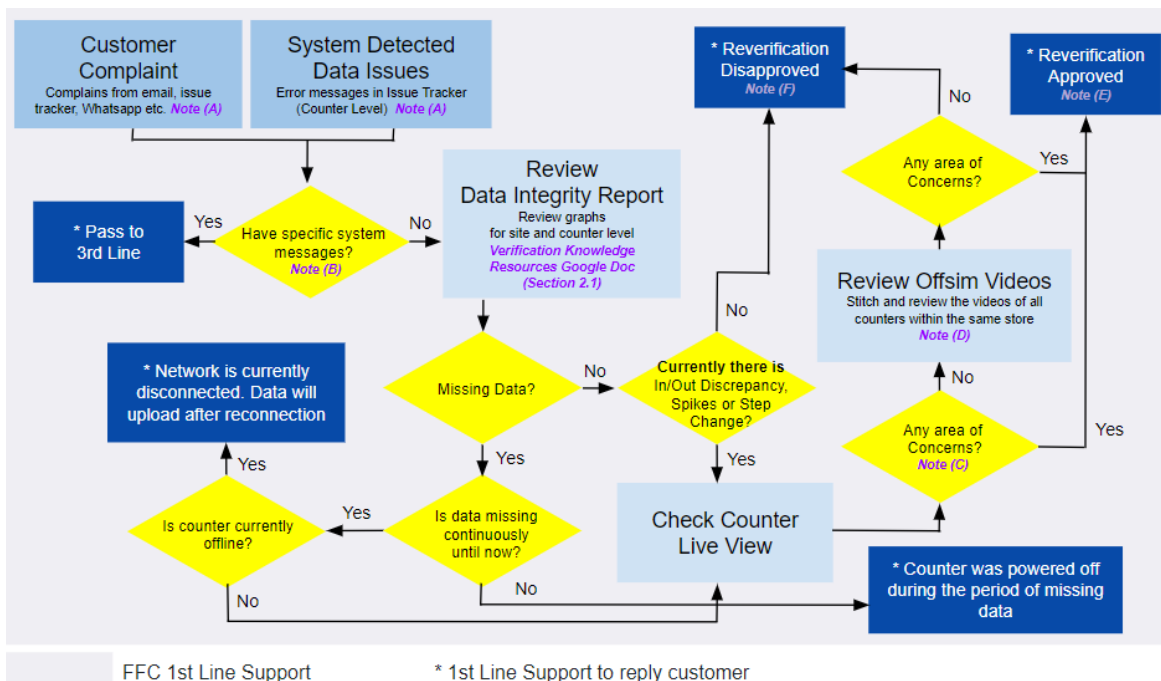 Customer
Complaint
Complains from email, issue
tracker, Whatsapp etc. Note (A)
System Detected
Data Issues
Error messages in Issue Tracker
(Counter Level) Note (A)
* Reverification
Disapproved
Note (F)
* Reverification
Approved
Note (E)
No
Any area of
Concerns?
Yes
Review
Data Integrity Report
Review graphs
for site and counter level
Verification Knowledge
Resources Google Doc
(Section 2.1)
* Pass to
3rd Line
Yes
Have specific system
messages?
Note (B)
No
Review Offsim Videos
Stitch and review the videos of all
counters within the same store
Note (D)
No
* Network is currently
disconnected. Data will
upload after reconnection
Missing Data?
No
Currently there is
In/Out Discrepancy,
Spikes or Step
Change?
No
Any area of
Concerns?
Note (C)
Yes
Yes
Yes
Yes
Is counter currently
offline?
Yes
Is data missing
continuously
until now?
Check Counter
Live View
No
No
* Counter was powered off
during the period of missing
data
FFC 1st Line Support
* 1st Line Support to reply customer